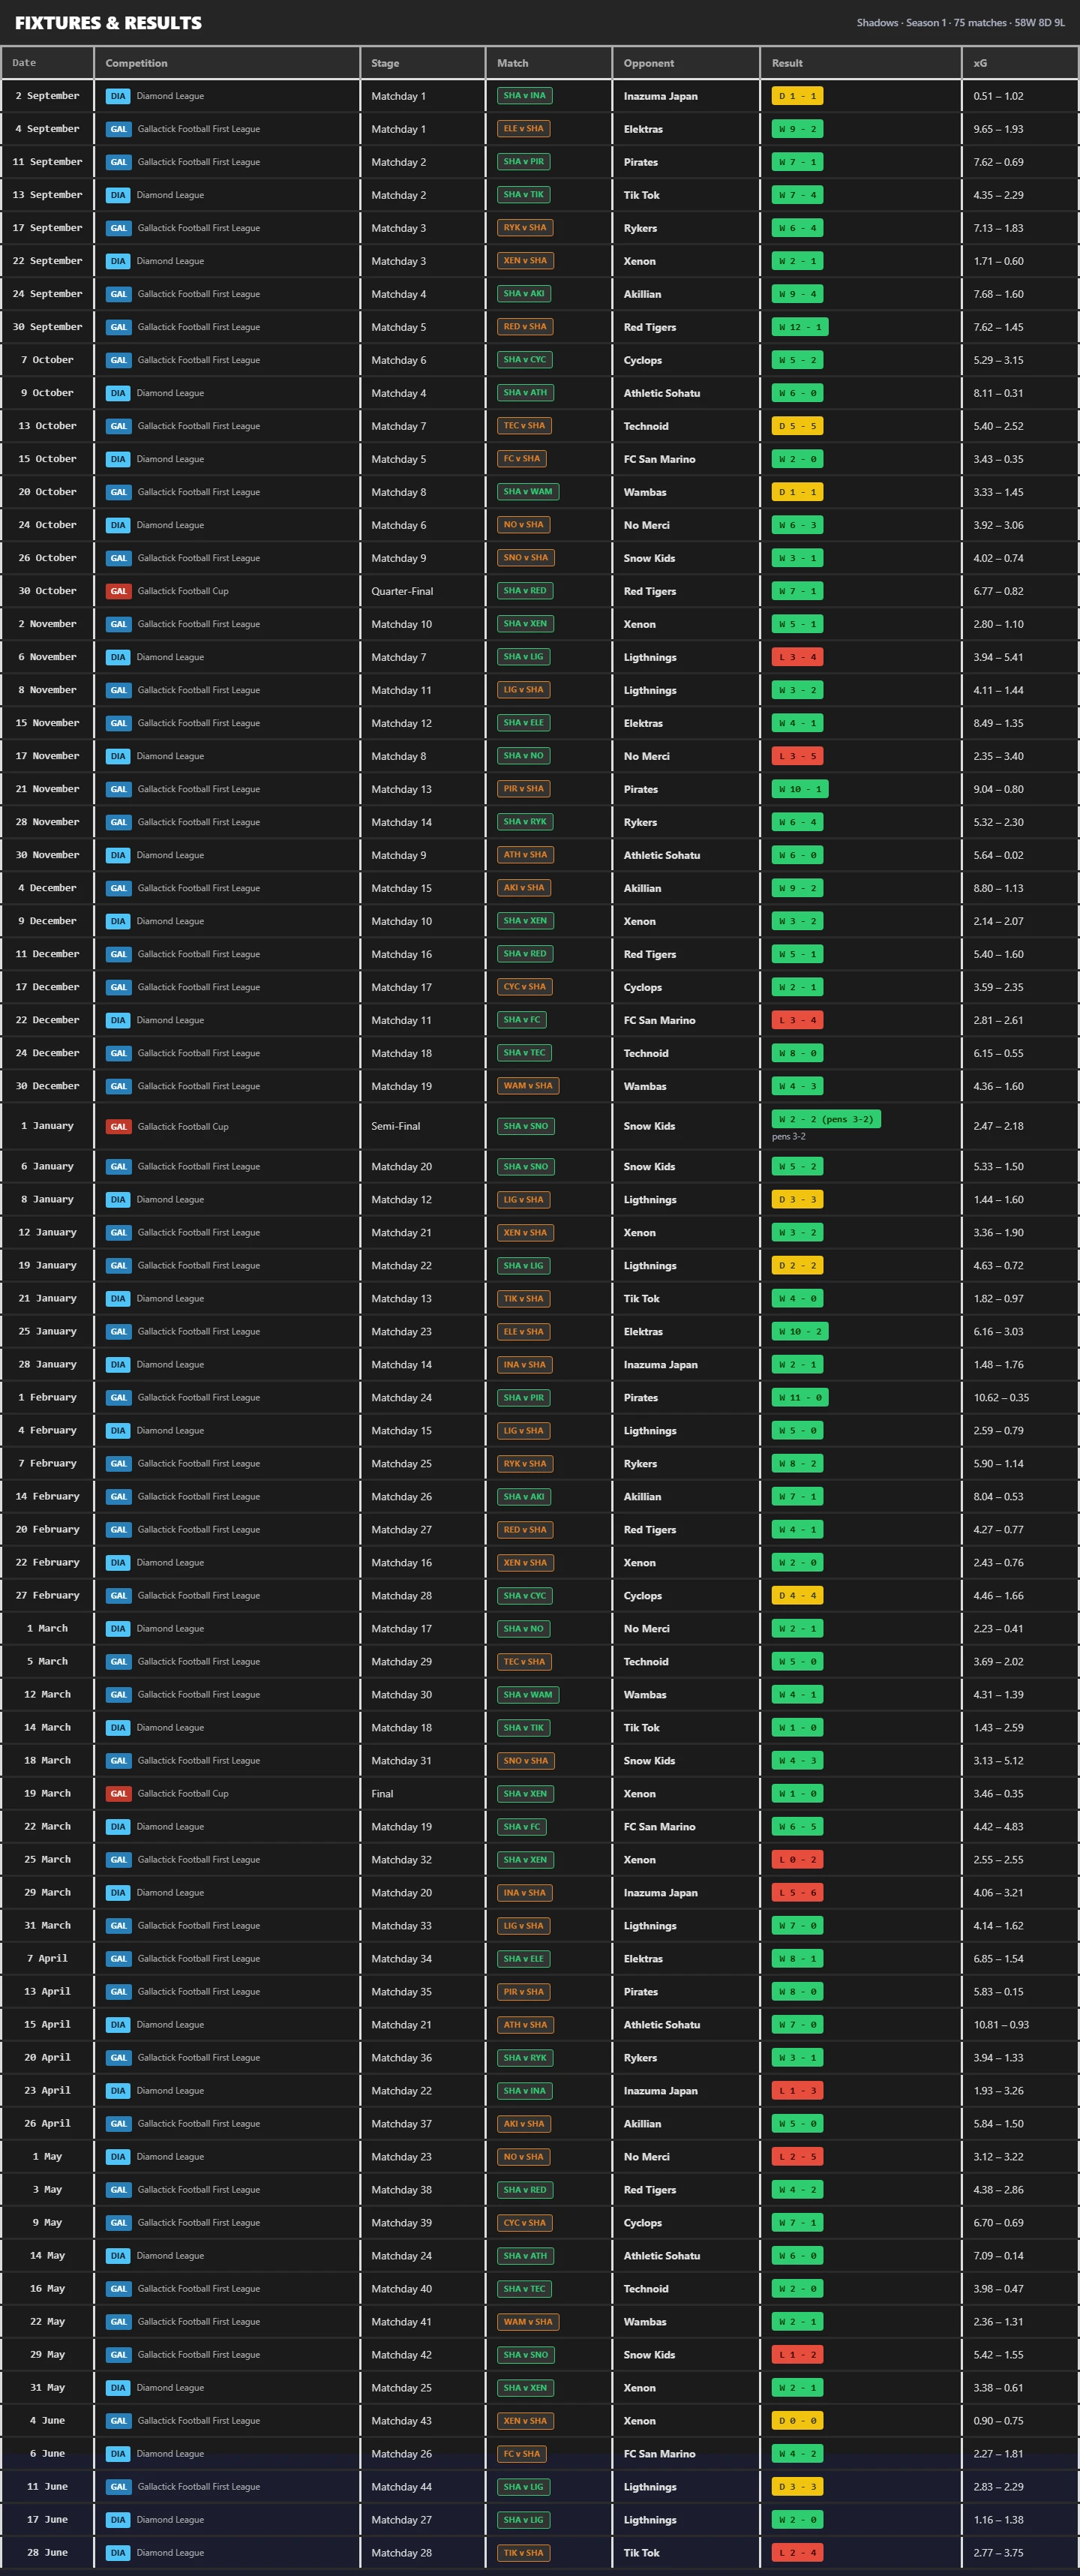 FIXTURES & RESULTS Shadows · Season 1 · 75 matches · 58W 8D 9L
Date Competition Stage Match Opponent Result xG
2 September DIA Diamond League Matchday 1 SHA v INA Inazuma Japan D 1 - 1 0.51 – 1.02
4 September GAL Gallactick Football First League Matchday 1 ELE v SHA Elektras W 9 - 2 9.65 – 1.93
11 September GAL Gallactick Football First League Matchday 2 SHA v PIR Pirates W 7 - 1 7.62 – 0.69
13 September DIA Diamond League Matchday 2 SHA v TIK Tik Tok W 7 - 4 4.35 – 2.29
17 September GAL Gallactick Football First League Matchday 3 RYK v SHA Rykers W 6 - 4 7.13 – 1.83
22 September DIA Diamond League Matchday 3 XEN v SHA Xenon W 2 - 1 1.71 – 0.60
24 September GAL Gallactick Football First League Matchday 4 SHA v AKI Akillian W 9 - 4 7.68 – 1.60
30 September GAL Gallactick Football First League Matchday 5 RED v SHA Red Tigers W 12 - 1 7.62 – 1.45
7 October GAL Gallactick Football First League Matchday 6 SHA v CYC Cyclops W 5 - 2 5.29 – 3.15
9 October DIA Diamond League Matchday 4 SHA v ATH Athletic Sohatu W 6 - 0 8.11 – 0.31
13 October GAL Gallactick Football First League Matchday 7 TEC v SHA Technoid D 5 - 5 5.40 – 2.52
15 October DIA Diamond League Matchday 5 FC v SHA FC San Marino W 2 - 0 3.43 – 0.35
20 October GAL Gallactick Football First League Matchday 8 SHA v WAM Wambas D 1 - 1 3.33 – 1.45
24 October DIA Diamond League Matchday 6 NO v SHA No Merci W 6 - 3 3.92 – 3.06
26 October GAL Gallactick Football First League Matchday 9 SNO v SHA Snow Kids W 3 - 1 4.02 – 0.74
30 October GAL Gallactick Football Cup Quarter-Final SHA v RED Red Tigers W 7 - 1 6.77 – 0.82
2 November GAL Gallactick Football First League Matchday 10 SHA v XEN Xenon W 5 - 1 2.80 – 1.10
6 November DIA Diamond League Matchday 7 SHA v LIG Ligthnings L 3 - 4 3.94 – 5.41
8 November GAL Gallactick Football First League Matchday 11 LIG v SHA Ligthnings W 3 - 2 4.11 – 1.44
15 November GAL Gallactick Football First League Matchday 12 SHA v ELE Elektras W 4 - 1 8.49 – 1.35
17 November DIA Diamond League Matchday 8 SHA v NO No Merci L 3 - 5 2.35 – 3.40
21 November GAL Gallactick Football First League Matchday 13 PIR v SHA Pirates W 10 - 1 9.04 – 0.80
28 November GAL Gallactick Football First League Matchday 14 SHA v RYK Rykers W 6 - 4 5.32 – 2.30
30 November DIA Diamond League Matchday 9 ATH v SHA Athletic Sohatu W 6 - 0 5.64 – 0.02
4 December GAL Gallactick Football First League Matchday 15 AKI v SHA Akillian W 9 - 2 8.80 – 1.13
9 December DIA Diamond League Matchday 10 SHA v XEN Xenon W 3 - 2 2.14 – 2.07
11 December GAL Gallactick Football First League Matchday 16 SHA v RED Red Tigers W 5 - 1 5.40 – 1.60
17 December GAL Gallactick Football First League Matchday 17 CYC v SHA Cyclops W 2 - 1 3.59 – 2.35
22 December DIA Diamond League Matchday 11 SHA v FC FC San Marino L 3 - 4 2.81 – 2.61
24 December GAL Gallactick Football First League Matchday 18 SHA v TEC Technoid W 8 - 0 6.15 – 0.55
30 December GAL Gallactick Football First League Matchday 19 WAM v SHA Wambas W 4 - 3 4.36 – 1.60
1 January GAL Gallactick Football Cup Semi-Final SHA v SNO Snow Kids W 2 - 2 (pens 3-2) 2.47 – 2.18
pens 3-2
6 January GAL Gallactick Football First League Matchday 20 SHA v SNO Snow Kids W 5 - 2 5.33 – 1.50
8 January DIA Diamond League Matchday 12 LIG v SHA Ligthnings D 3 - 3 1.44 – 1.60
12 January GAL Gallactick Football First League Matchday 21 XEN v SHA Xenon W 3 - 2 3.36 – 1.90
19 January GAL Gallactick Football First League Matchday 22 SHA v LIG Ligthnings D 2 - 2 4.63 – 0.72
21 January DIA Diamond League Matchday 13 TIK v SHA Tik Tok W 4 - 0 1.82 – 0.97
25 January GAL Gallactick Football First League Matchday 23 ELE v SHA Elektras W 10 - 2 6.16 – 3.03
28 January DIA Diamond League Matchday 14 INA v SHA Inazuma Japan W 2 - 1 1.48 – 1.76
1 February GAL Gallactick Football First League Matchday 24 SHA v PIR Pirates W 11 - 0 10.62 – 0.35
4 February DIA Diamond League Matchday 15 LIG v SHA Ligthnings W 5 - 0 2.59 – 0.79
7 February GAL Gallactick Football First League Matchday 25 RYK v SHA Rykers W 8 - 2 5.90 – 1.14
14 February GAL Gallactick Football First League Matchday 26 SHA v AKI Akillian W 7 - 1 8.04 – 0.53
20 February GAL Gallactick Football First League Matchday 27 RED v SHA Red Tigers W 4 - 1 4.27 – 0.77
22 February DIA Diamond League Matchday 16 XEN v SHA Xenon W 2 - 0 2.43 – 0.76
27 February GAL Gallactick Football First League Matchday 28 SHA v CYC Cyclops D 4 - 4 4.46 – 1.66
1 March DIA Diamond League Matchday 17 SHA v NO No Merci W 2 - 1 2.23 – 0.41
5 March GAL Gallactick Football First League Matchday 29 TEC v SHA Technoid W 5 - 0 3.69 – 2.02
12 March GAL Gallactick Football First League Matchday 30 SHA v WAM Wambas W 4 - 1 4.31 – 1.39
14 March DIA Diamond League Matchday 18 SHA v TIK Tik Tok W 1 - 0 1.43 – 2.59
18 March GAL Gallactick Football First League Matchday 31 SNO v SHA Snow Kids W 4 - 3 3.13 – 5.12
19 March GAL Gallactick Football Cup Final SHA v XEN Xenon W 1 - 0 3.46 – 0.35
22 March DIA Diamond League Matchday 19 SHA v FC FC San Marino W 6 - 5 4.42 – 4.83
25 March GAL Gallactick Football First League Matchday 32 SHA v XEN Xenon L 0 - 2 2.55 – 2.55
29 March DIA Diamond League Matchday 20 INA v SHA Inazuma Japan L 5 - 6 4.06 – 3.21
31 March GAL Gallactick Football First League Matchday 33 LIG v SHA Ligthnings W 7 - 0 4.14 – 1.62
7 April GAL Gallactick Football First League Matchday 34 SHA v ELE Elektras W 8 - 1 6.85 – 1.54
13 April GAL Gallactick Football First League Matchday 35 PIR v SHA Pirates W 8 - 0 5.83 – 0.15
15 April DIA Diamond League Matchday 21 ATH v SHA Athletic Sohatu W 7 - 0 10.81 – 0.93
20 April GAL Gallactick Football First League Matchday 36 SHA v RYK Rykers W 3 - 1 3.94 – 1.33
23 April DIA Diamond League Matchday 22 SHA v INA Inazuma Japan L 1 - 3 1.93 – 3.26
26 April GAL Gallactick Football First League Matchday 37 AKI v SHA Akillian W 5 - 0 5.84 – 1.50
1 May DIA Diamond League Matchday 23 NO v SHA No Merci L 2 - 5 3.12 – 3.22
3 May GAL Gallactick Football First League Matchday 38 SHA v RED Red Tigers W 4 - 2 4.38 – 2.86
9 May GAL Gallactick Football First League Matchday 39 CYC v SHA Cyclops W 7 - 1 6.70 – 0.69
14 May DIA Diamond League Matchday 24 SHA v ATH Athletic Sohatu W 6 - 0 7.09 – 0.14
16 May GAL Gallactick Football First League Matchday 40 SHA v TEC Technoid W 2 - 0 3.98 – 0.47
22 May GAL Gallactick Football First League Matchday 41 WAM v SHA Wambas W 2 - 1 2.36 – 1.31
29 May GAL Gallactick Football First League Matchday 42 SHA v SNO Snow Kids L 1 - 2 5.42 – 1.55
31 May DIA Diamond League Matchday 25 SHA v XEN Xenon W 2 - 1 3.38 – 0.61
4 June GAL Gallactick Football First League Matchday 43 XEN v SHA Xenon D 0 - 0 0.90 – 0.75
6 June DIA Diamond League Matchday 26 FC v SHA FC San Marino W 4 - 2 2.27 – 1.81
11 June GAL Gallactick Football First League Matchday 44 SHA v LIG Ligthnings D 3 - 3 2.83 – 2.29
17 June DIA Diamond League Matchday 27 SHA v LIG Ligthnings W 2 - 0 1.16 – 1.38
28 June DIA Diamond League Matchday 28 TIK v SHA Tik Tok L 2 - 4 2.77 – 3.75